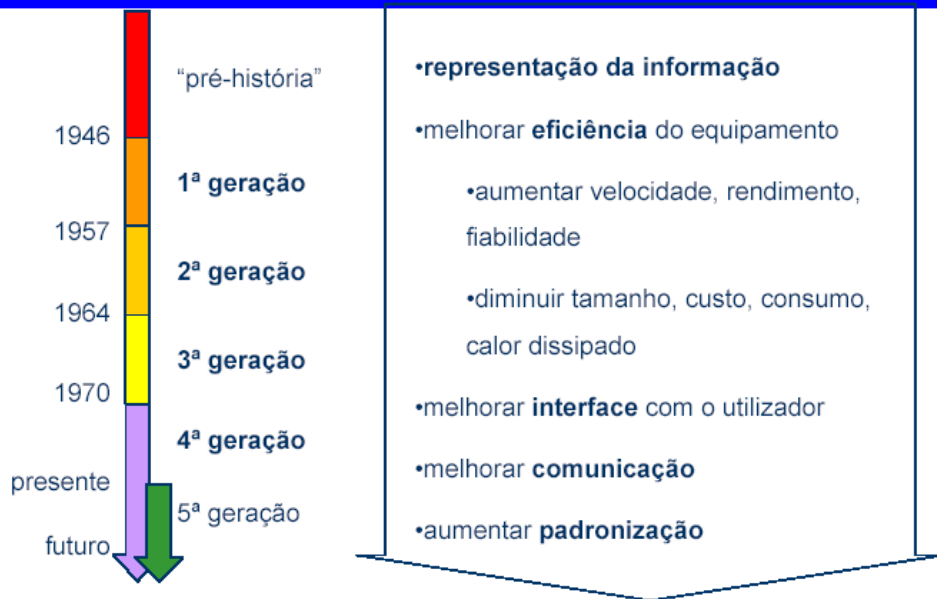 "pré-história"
1946
1ª geração
1957
2ª geração
1964
3ª geração
1970
4ª geração
presente
5ª geração
futuro
•representação da informação
•melhorar eficiência do equipamento
•aumentar velocidade, rendimento,
fiabilidade
•diminuir tamanho, custo, consumo,
calor dissipado
•melhorar interface com o utilizador
•melhorar comunicação
•aumentar padronização